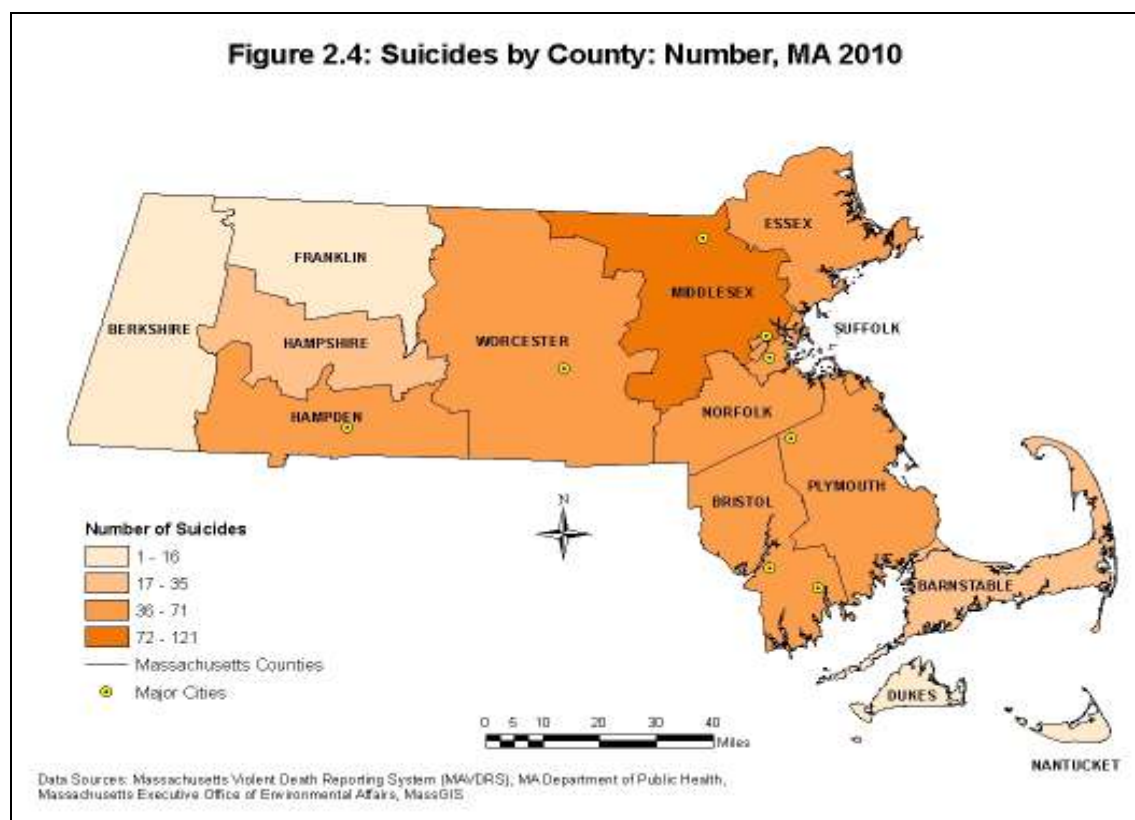 Figure 2.4: Suicides by County: Number, MA 2010
ESSEX
FRANKLIN
MIDDLESEX
BERKSHIRE
SUFFOLK
HAMPSHIRE
WORCESTER
NORFOLK
HAMPDEN
PLYMOUTH
BRISTOL
N
Number of Suicides
1 - 16
17 - 35
36 - 71
72 - 121
Massachusetts Counties
Major Cities
BARNSTABLE
DUKES
NANTUCKET
0 5 10 20 30 40
Miles
Data Sources: Massachusetts Violent Death Reporting System (MAVDRS), MA Department of Public Health,
Massachusetts Executive Office of Environmental Affairs, MassGIS